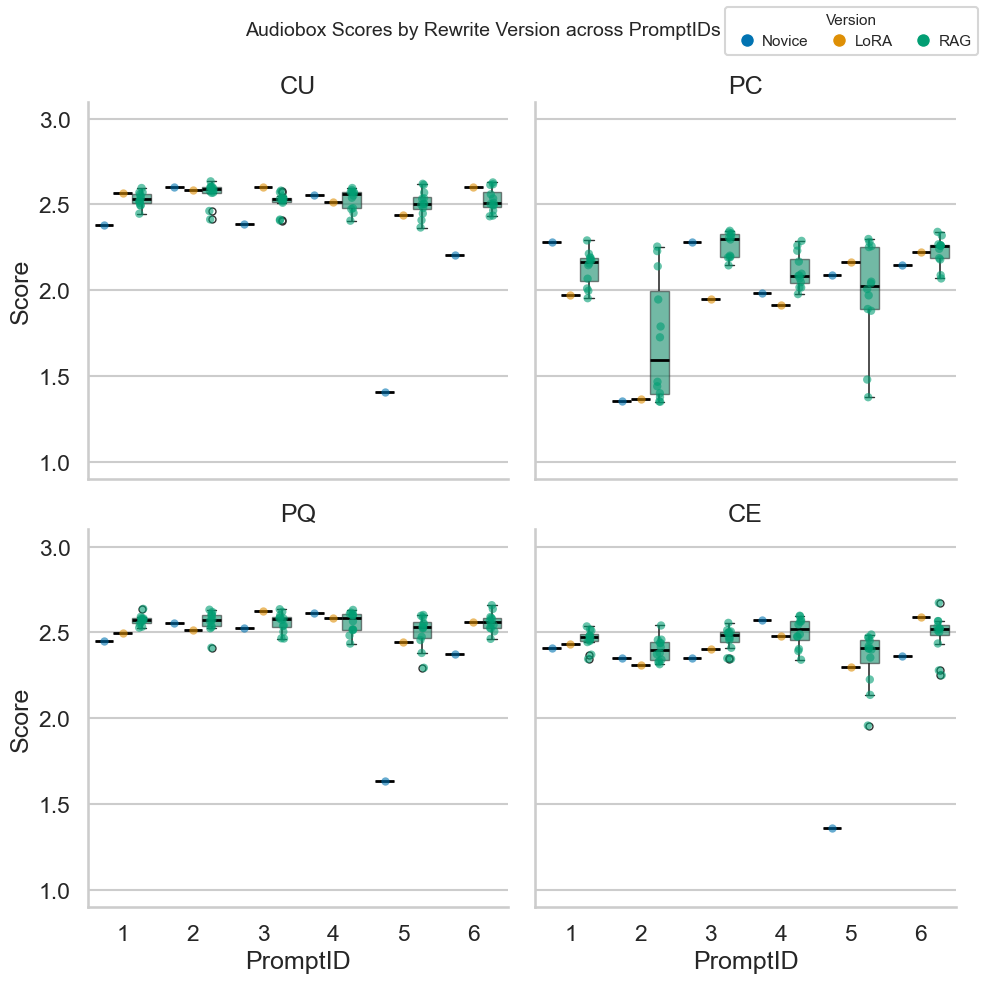 Audiobox Scores by Rewrite Version across PromptIDs
Version
Novice LoRA RAG
CU
PC
3.0
2.5
2.0
1.5
1.0
Score
PQ
CE
3.0
2.5
2.0
1.5
1.0
Score
1 2 3 4 5 6
1 2 3 4 5 6
PromptID
PromptID